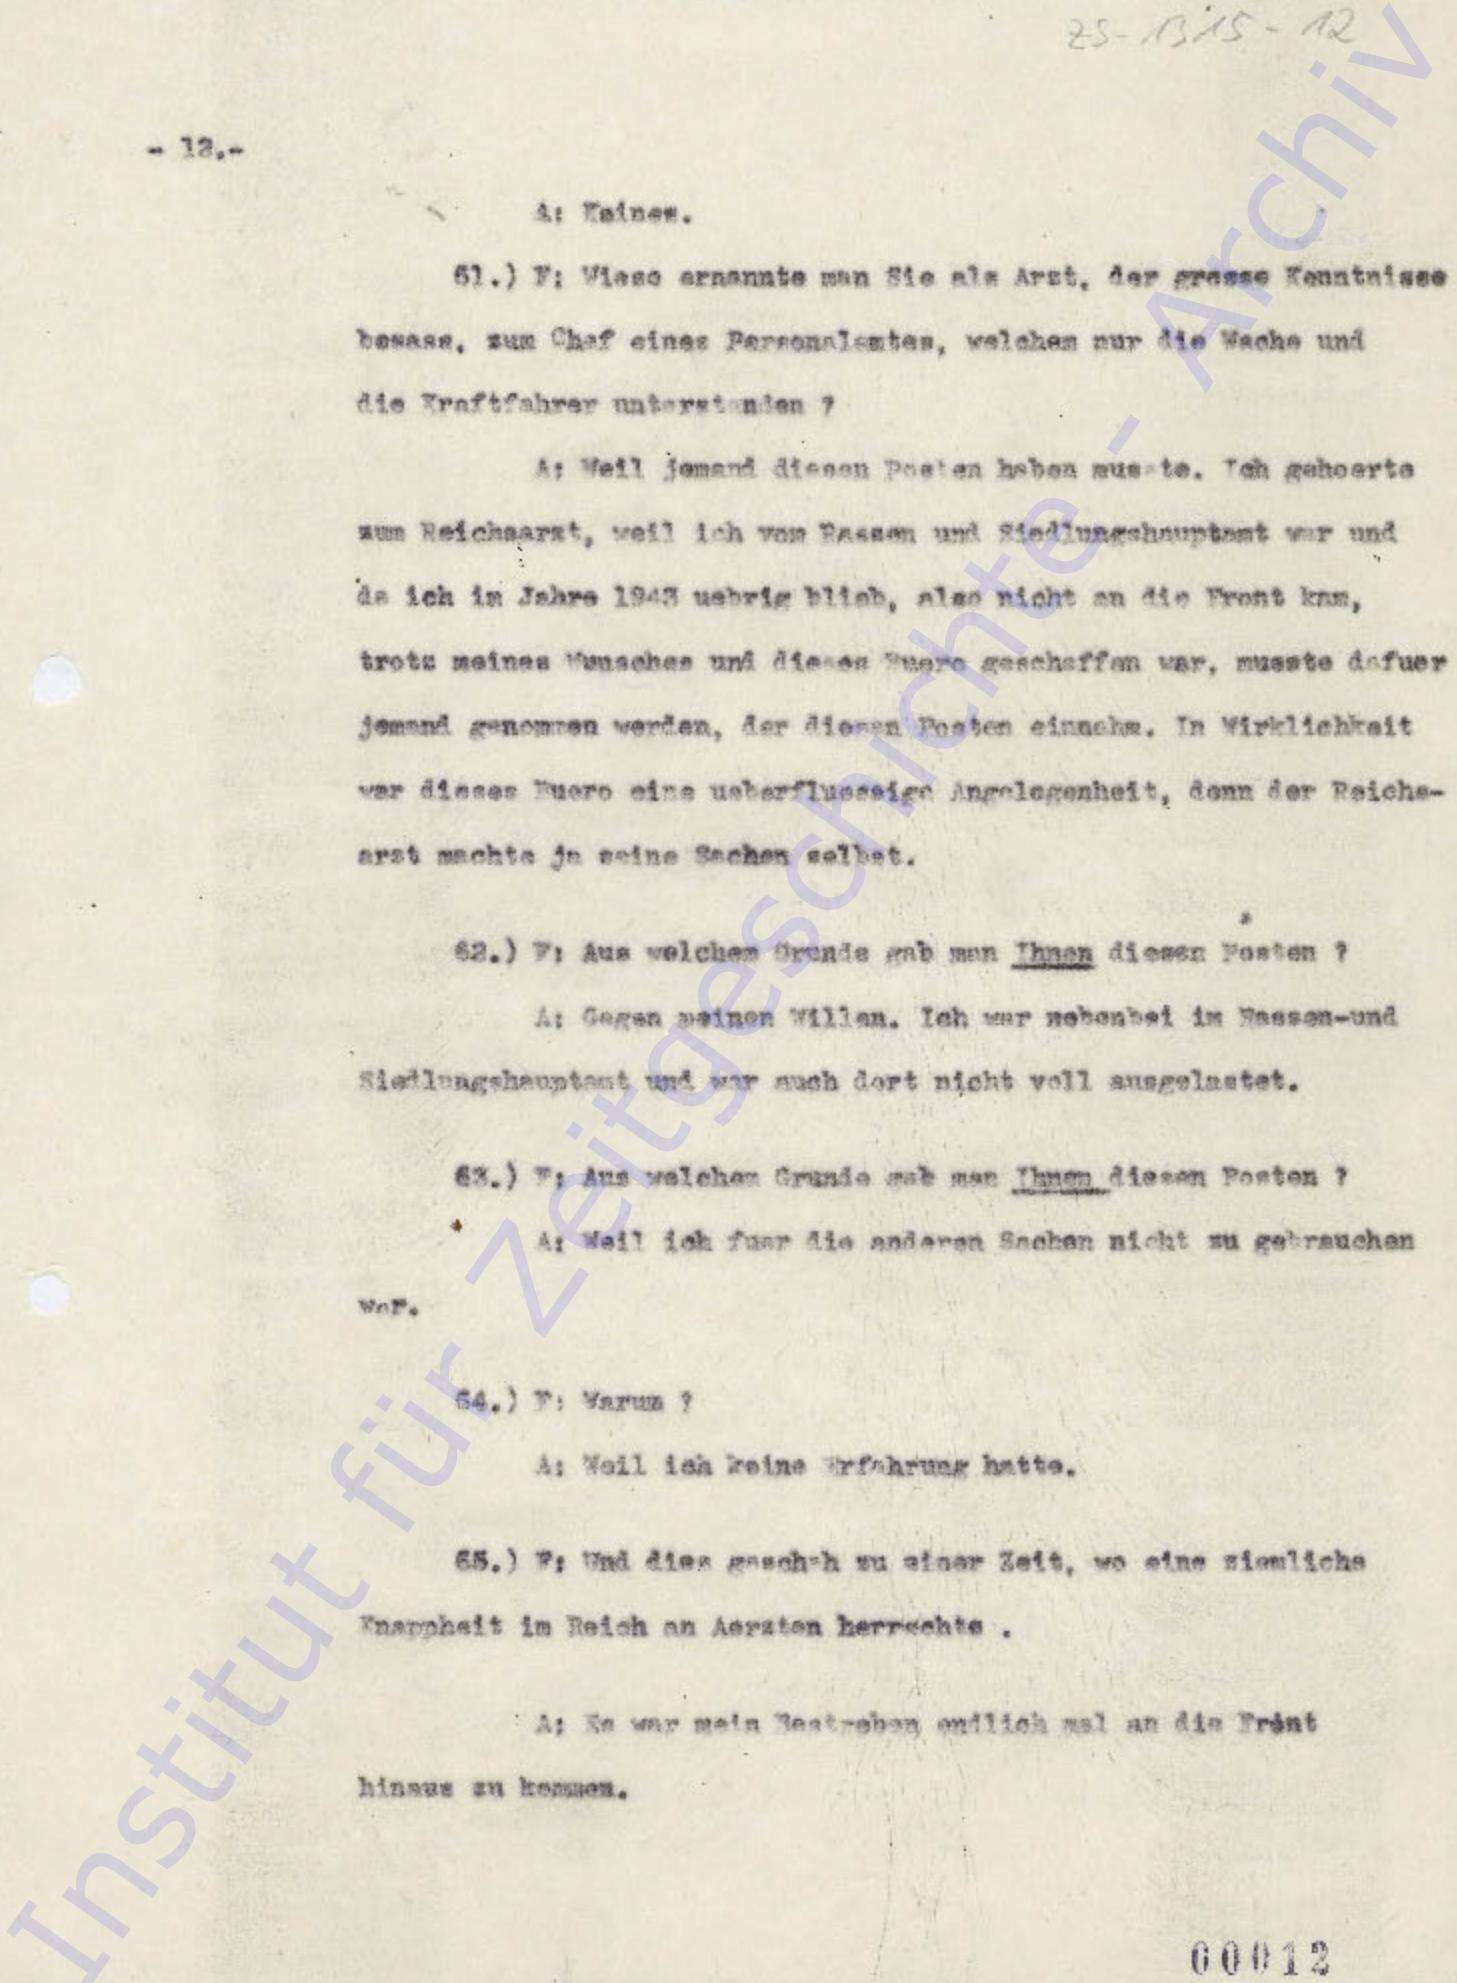 ZS-1315-12
- 12.-
A: Keines.
61.) F: Wieso ernannte man Sie als Arzt, der grosse Kenntnisse
besass, zum Chef eines Personalamtes, welchem nur die Wache und
die Kraftfahrer unterstanden ?
A: Weil jemand diesen Posten haben musste. Ich gehoerte
zum Reichsarzt, weil ich vom Rassen und Siedlungshauptamt war und
da ich im Jahre 1943 uebrig blieb, also nicht an die Front kam,
trotz meines Wunsches und dieses Buero geschaffen war, musste dafuer
jemand genommen werden, der diesen Posten einnahm. In Wirklichkeit
war dieses Buero eine ueberfluessige Angelegenheit, denn der Reichs-
arzt machte ja seine Sachen selbst.
62.) F: Aus welchem Grunde gab man Ihnen diesen Posten ?
A: Gegen meinen Willen. Ich war nebenbei im Rassen-und
Siedlungshauptamt und war auch dort nicht voll ausgelastet.
63.) F: Aus welchem Grunde gab man Ihnen diesen Posten ?
A: Weil ich fuer die anderen Sachen nicht zu gebrauchen
war.
64.) F: Warum ?
A: Weil ich keine Erfahrung hatte.
65.) F: Und dies geschah zu einer Zeit, wo eine ziemliche
Knappheit im Reich an Aerzten herrschte .
A: Es war mein Bestreben endlich mal an die Front
hinaus zu kommen.
00012
Institut für Zeitgeschichte - Archiv